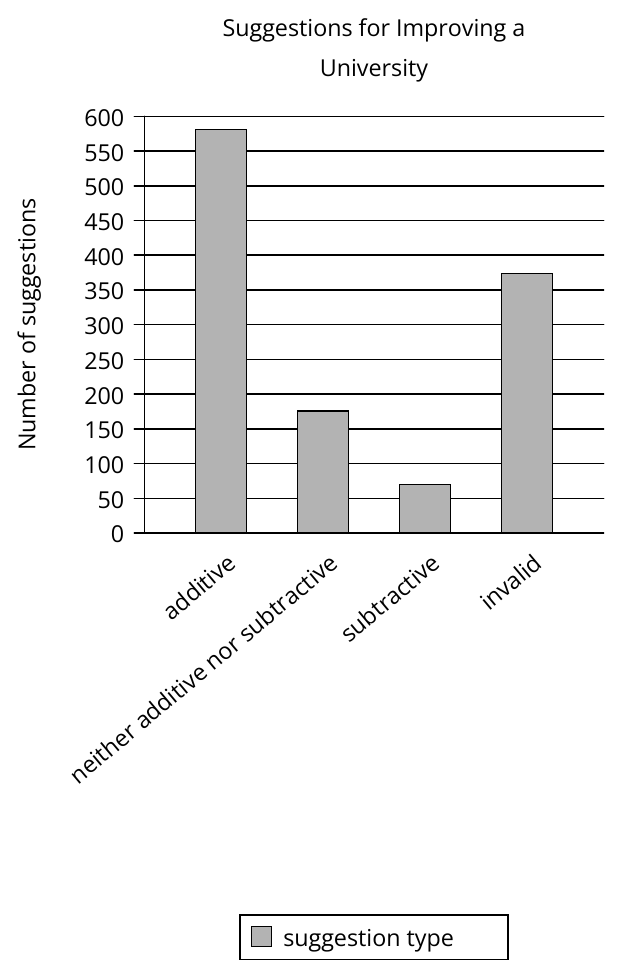 Suggestions for Improving a
University
Number of suggestions
600
550
500
450
400
350
300
250
200
150
100
50
0
additive
neither additive nor subtractive
subtractive
invalid
suggestion type